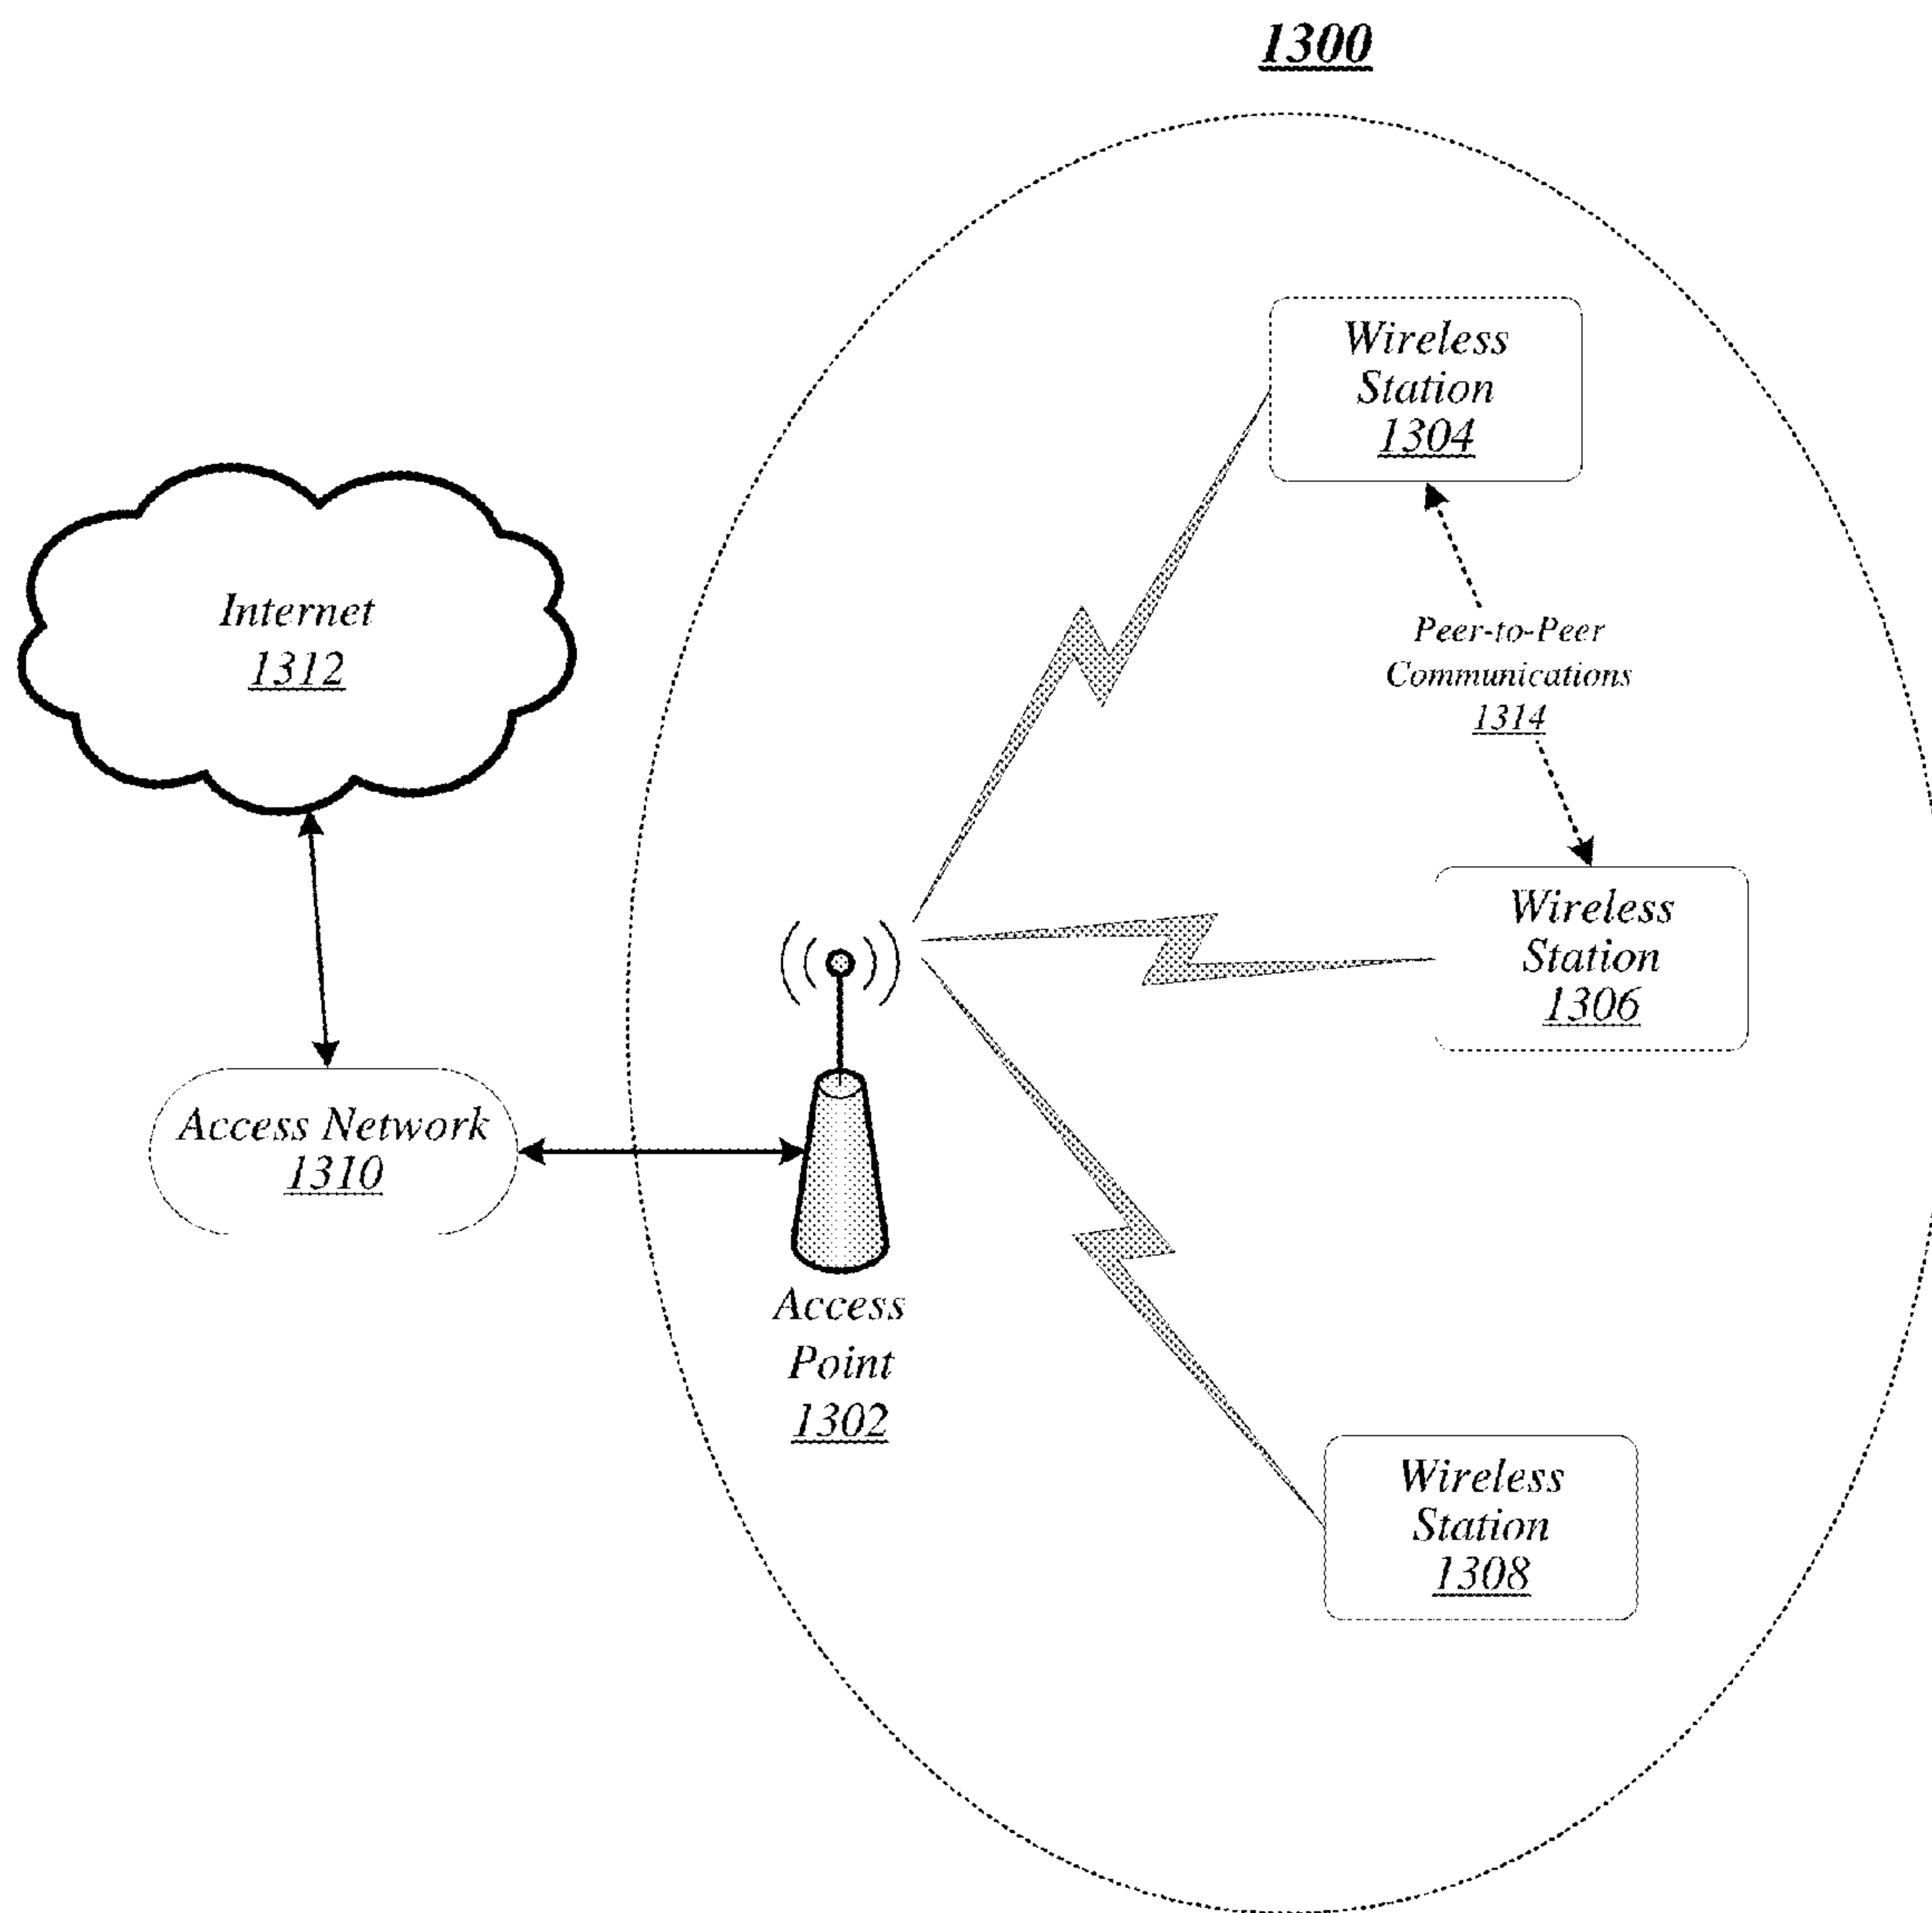 1300
Wireless
Station
1304
Internet
1312
Peer-to-Peer
Communications
1314
Wireless
Station
1306
Access Network
1310
Access
Point
1302
Wireless
Station
1308